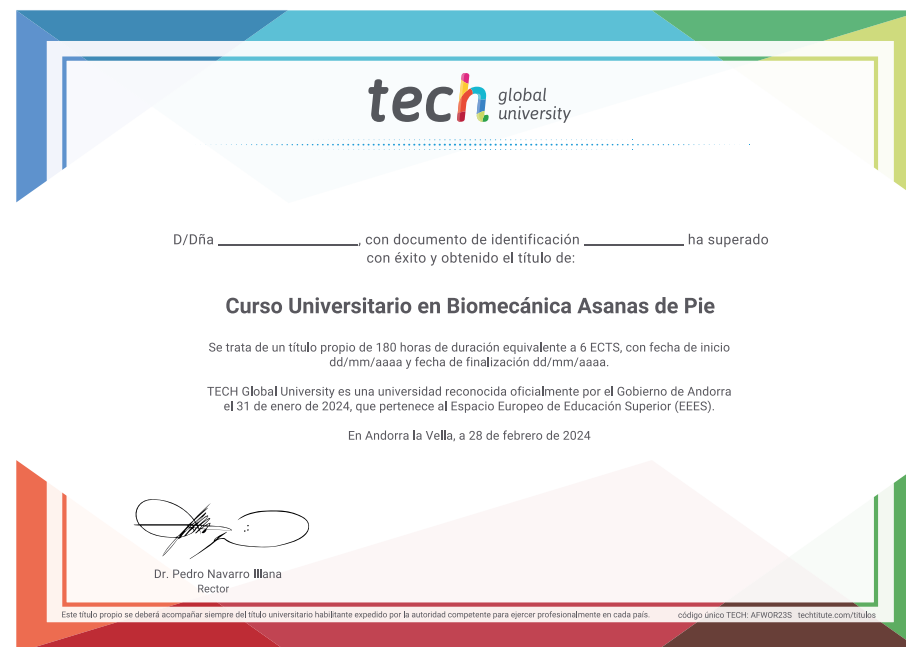 tech global university
D/Dña ____________________, con documento de identificación ______________ ha superado
con éxito y obtenido el título de:
Curso Universitario en Biomecánica Asanas de Pie
Se trata de un título propio de 180 horas de duración equivalente a 6 ECTS, con fecha de inicio
dd/mm/aaaa y fecha de finalización dd/mm/aaaa.
TECH Global University es una universidad reconocida oficialmente por el Gobierno de Andorra
el 31 de enero de 2024, que pertenece al Espacio Europeo de Educación Superior (EEES).
En Andorra la Vella, a 28 de febrero de 2024
Dr. Pedro Navarro Illana
Rector
Este título propio se deberá acompañar siempre del título universitario habilitante expedido por la autoridad competente para ejercer profesionalmente en cada país. código único TECH: AFWOR23S techtitute.com/titulos